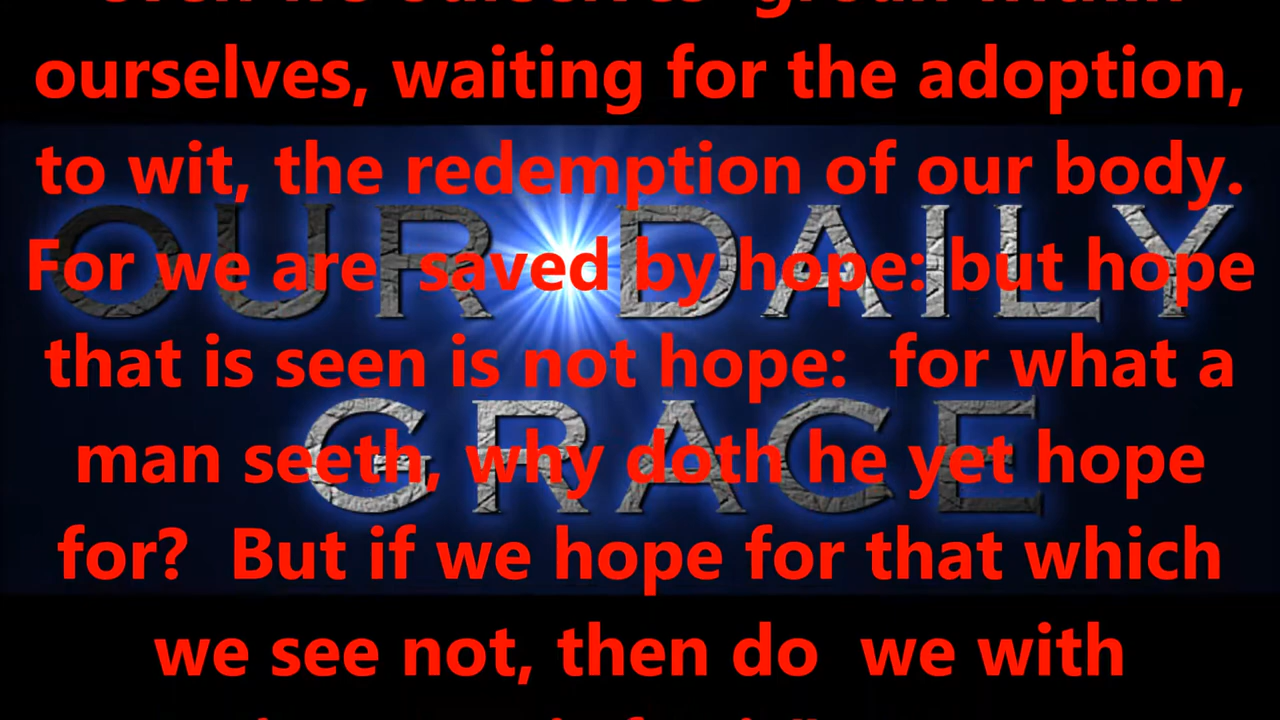 ourselves, waiting for the adoption,
to wit, the redemption of our body.
For we are saved by hope: but hope
that is seen is not hope: for what a
man seeth, why doth he yet hope
for? But if we hope for that which
we see not, then do we with
OUR DAILY
GRACE